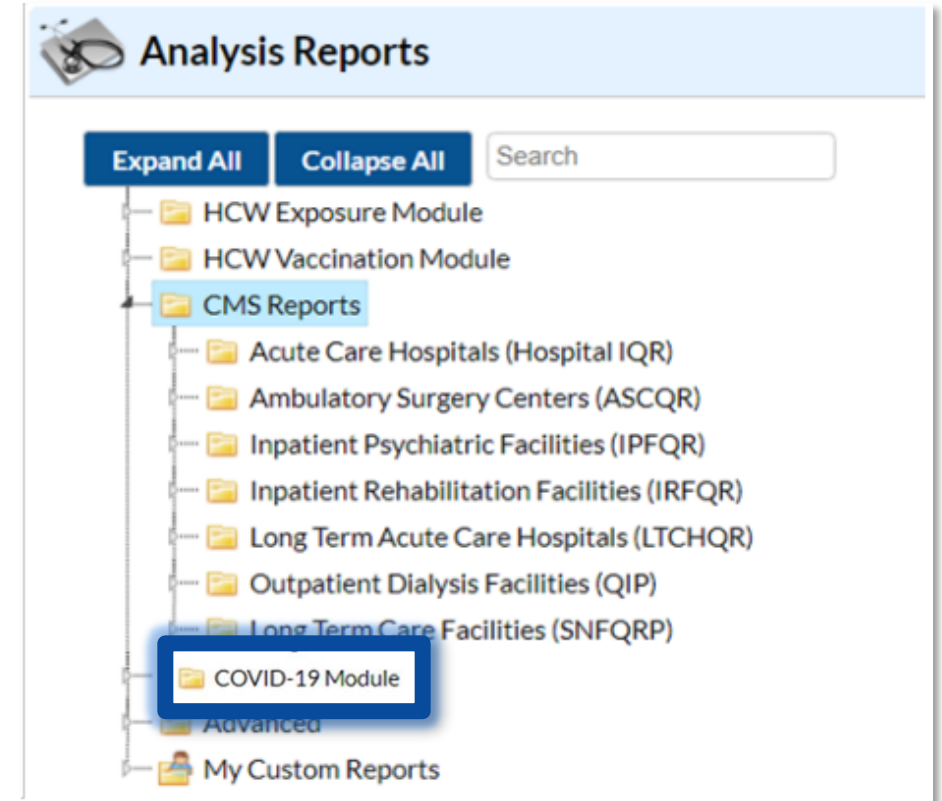 Analysis Reports
Expand All Collapse All Search
HCW Exposure Module
HCW Vaccination Module
CMS Reports
Acute Care Hospitals (Hospital IQR)
Ambulatory Surgery Centers (ASCQR)
Inpatient Psychiatric Facilities (IPFQR)
Inpatient Rehabilitation Facilities (IRFQR)
Long Term Acute Care Hospitals (LTCHQR)
Outpatient Dialysis Facilities (QIP)
Long Term Care Facilities (SNFQRP)
COVID-19 Module
Advanced
My Custom Reports